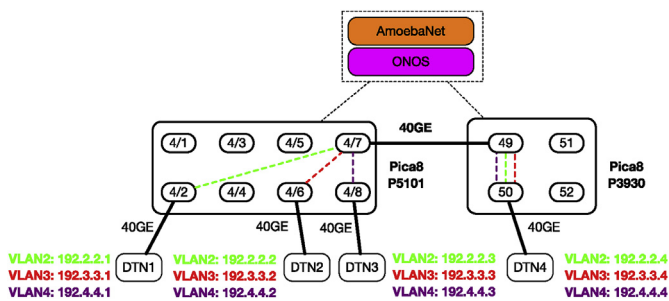 AmoebaNet
ONOS
40GE
4/1 4/3 4/5 4/7 49 51
Pica8
P5101
Pica8
P3930
4/2 4/4 4/6 4/8 50 52
40GE 40GE 40GE 40GE
VLAN2: 192.2.2.1 VLAN2: 192.2.2.2 VLAN2: 192.2.2.3 VLAN2: 192.2.2.4
DTN1 DTN2 DTN3 DTN4
VLAN3: 192.3.3.1 VLAN3: 192.3.3.2 VLAN3: 192.3.3.3 VLAN3: 192.3.3.4
VLAN4: 192.4.4.1 VLAN4: 192.4.4.2 VLAN4: 192.4.4.3 VLAN4: 192.4.4.4